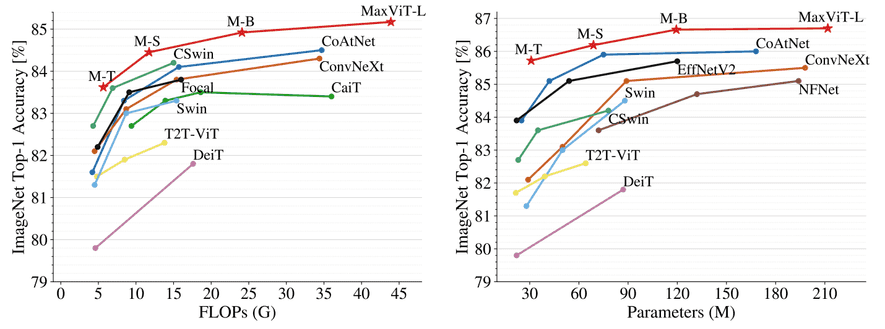 ImageNet Top-1 Accuracy [%]
85
84
83
82
81
80
79
0
5
10
15
20
25
30
35
40
45
FLOPs (G)
MaxViT-L
M-B
M-S
M-T
CSwin
CoAtNet
ConvNeXt
Focal
CaiT
Swin
T2T-ViT
DeiT
ImageNet Top-1 Accuracy [%]
87
86
85
84
83
82
81
80
79
30
60
90
120
150
180
210
Parameters (M)
MaxViT-L
M-B
M-S
M-T
CoAtNet
EffNetV2
ConvNeXt
NFNet
Swin
CSwin
T2T-ViT
DeiT